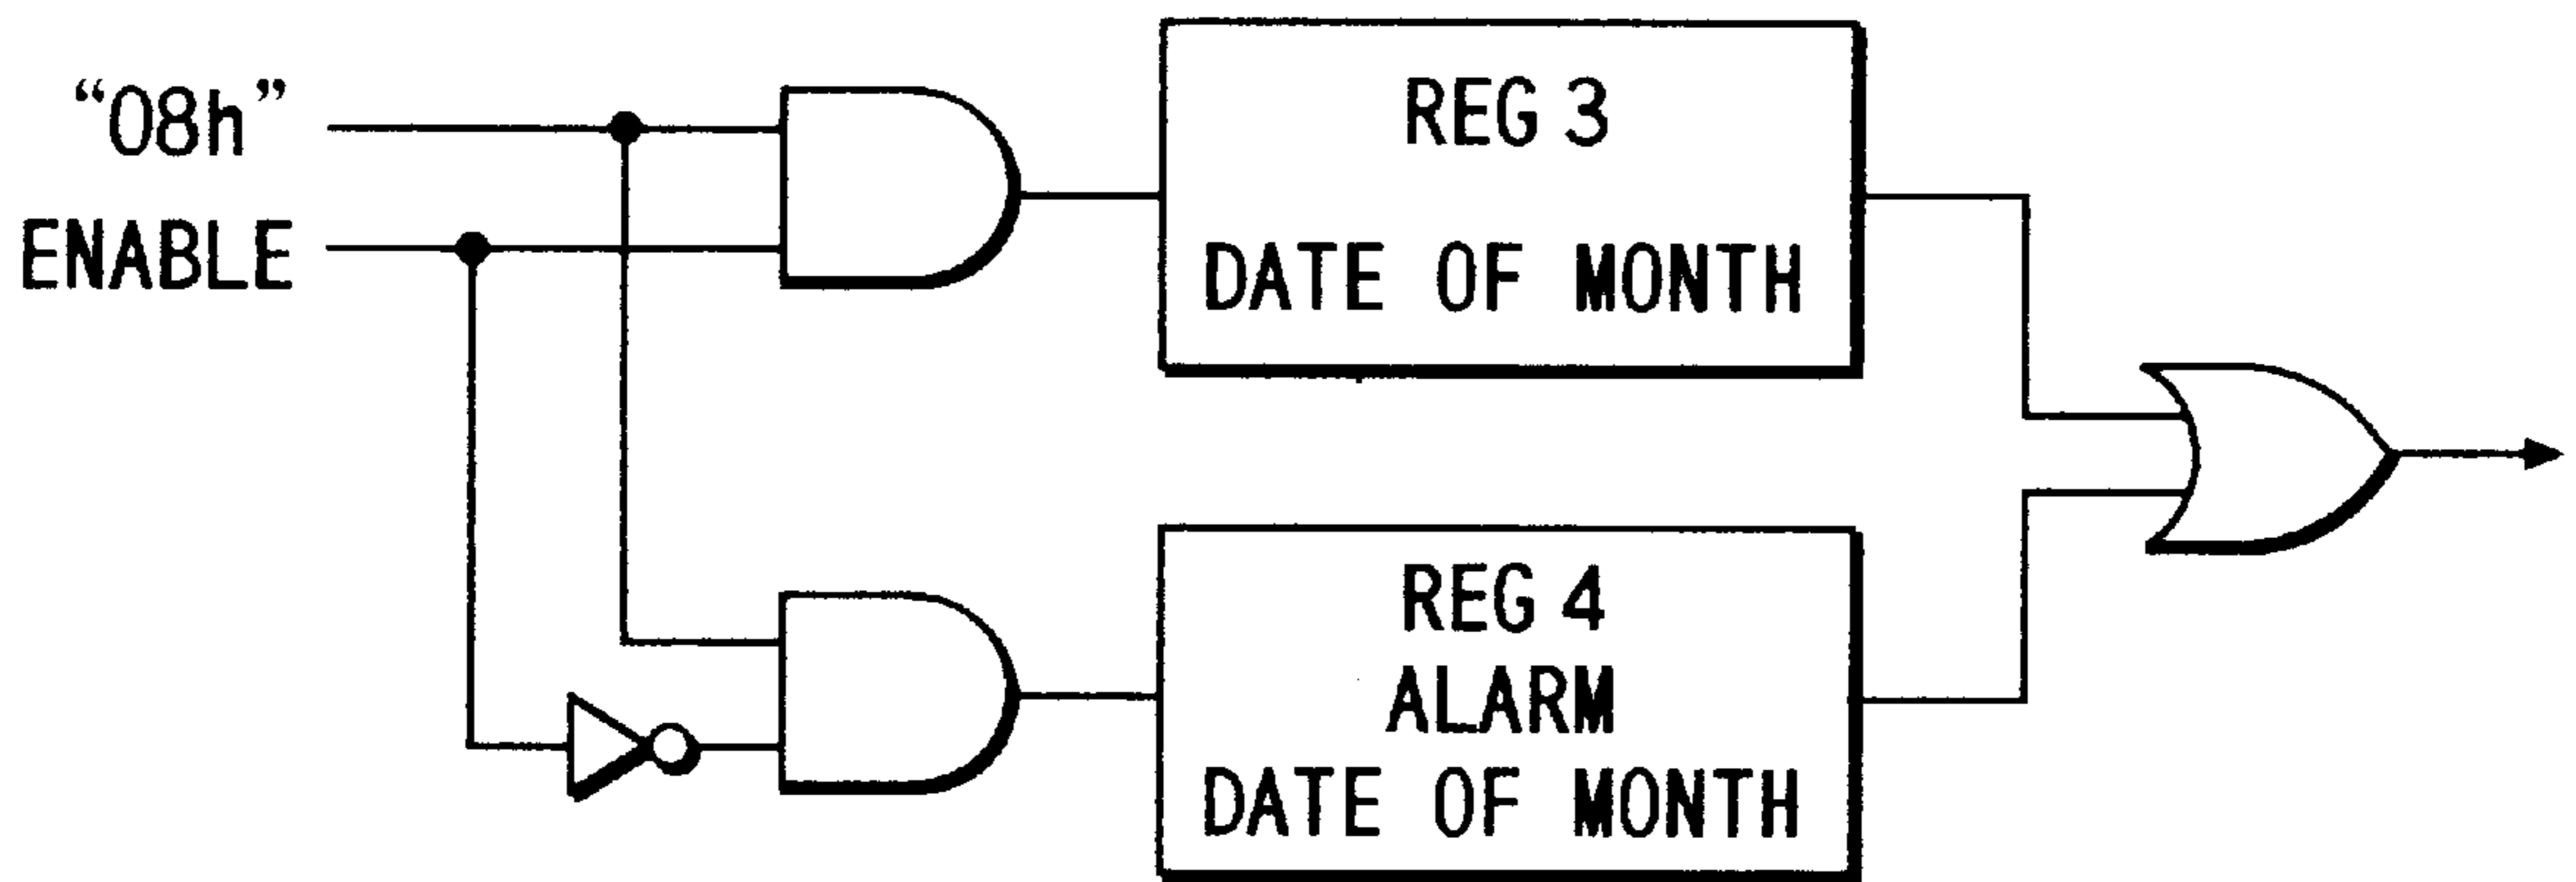 “08h”
ENABLE
REG 3
DATE OF MONTH
REG 4
ALARM
DATE OF MONTH